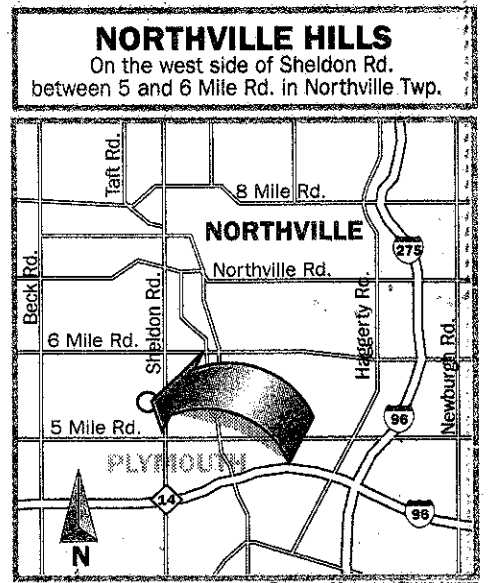 NORTHVILLE HILLS
On the west side of Sheldon Rd.
between 5 and 6 Mile Rd. in Northville Twp.
Taft Rd.
8 Mile Rd.
NORTHVILLE
275
Beck Rd.
Sheldon Rd.
Northville Rd.
Haggerty Rd.
Newburgh Rd.
6 Mile Rd.
5 Mile Rd.
96
PLYMOUTH
14
96
N